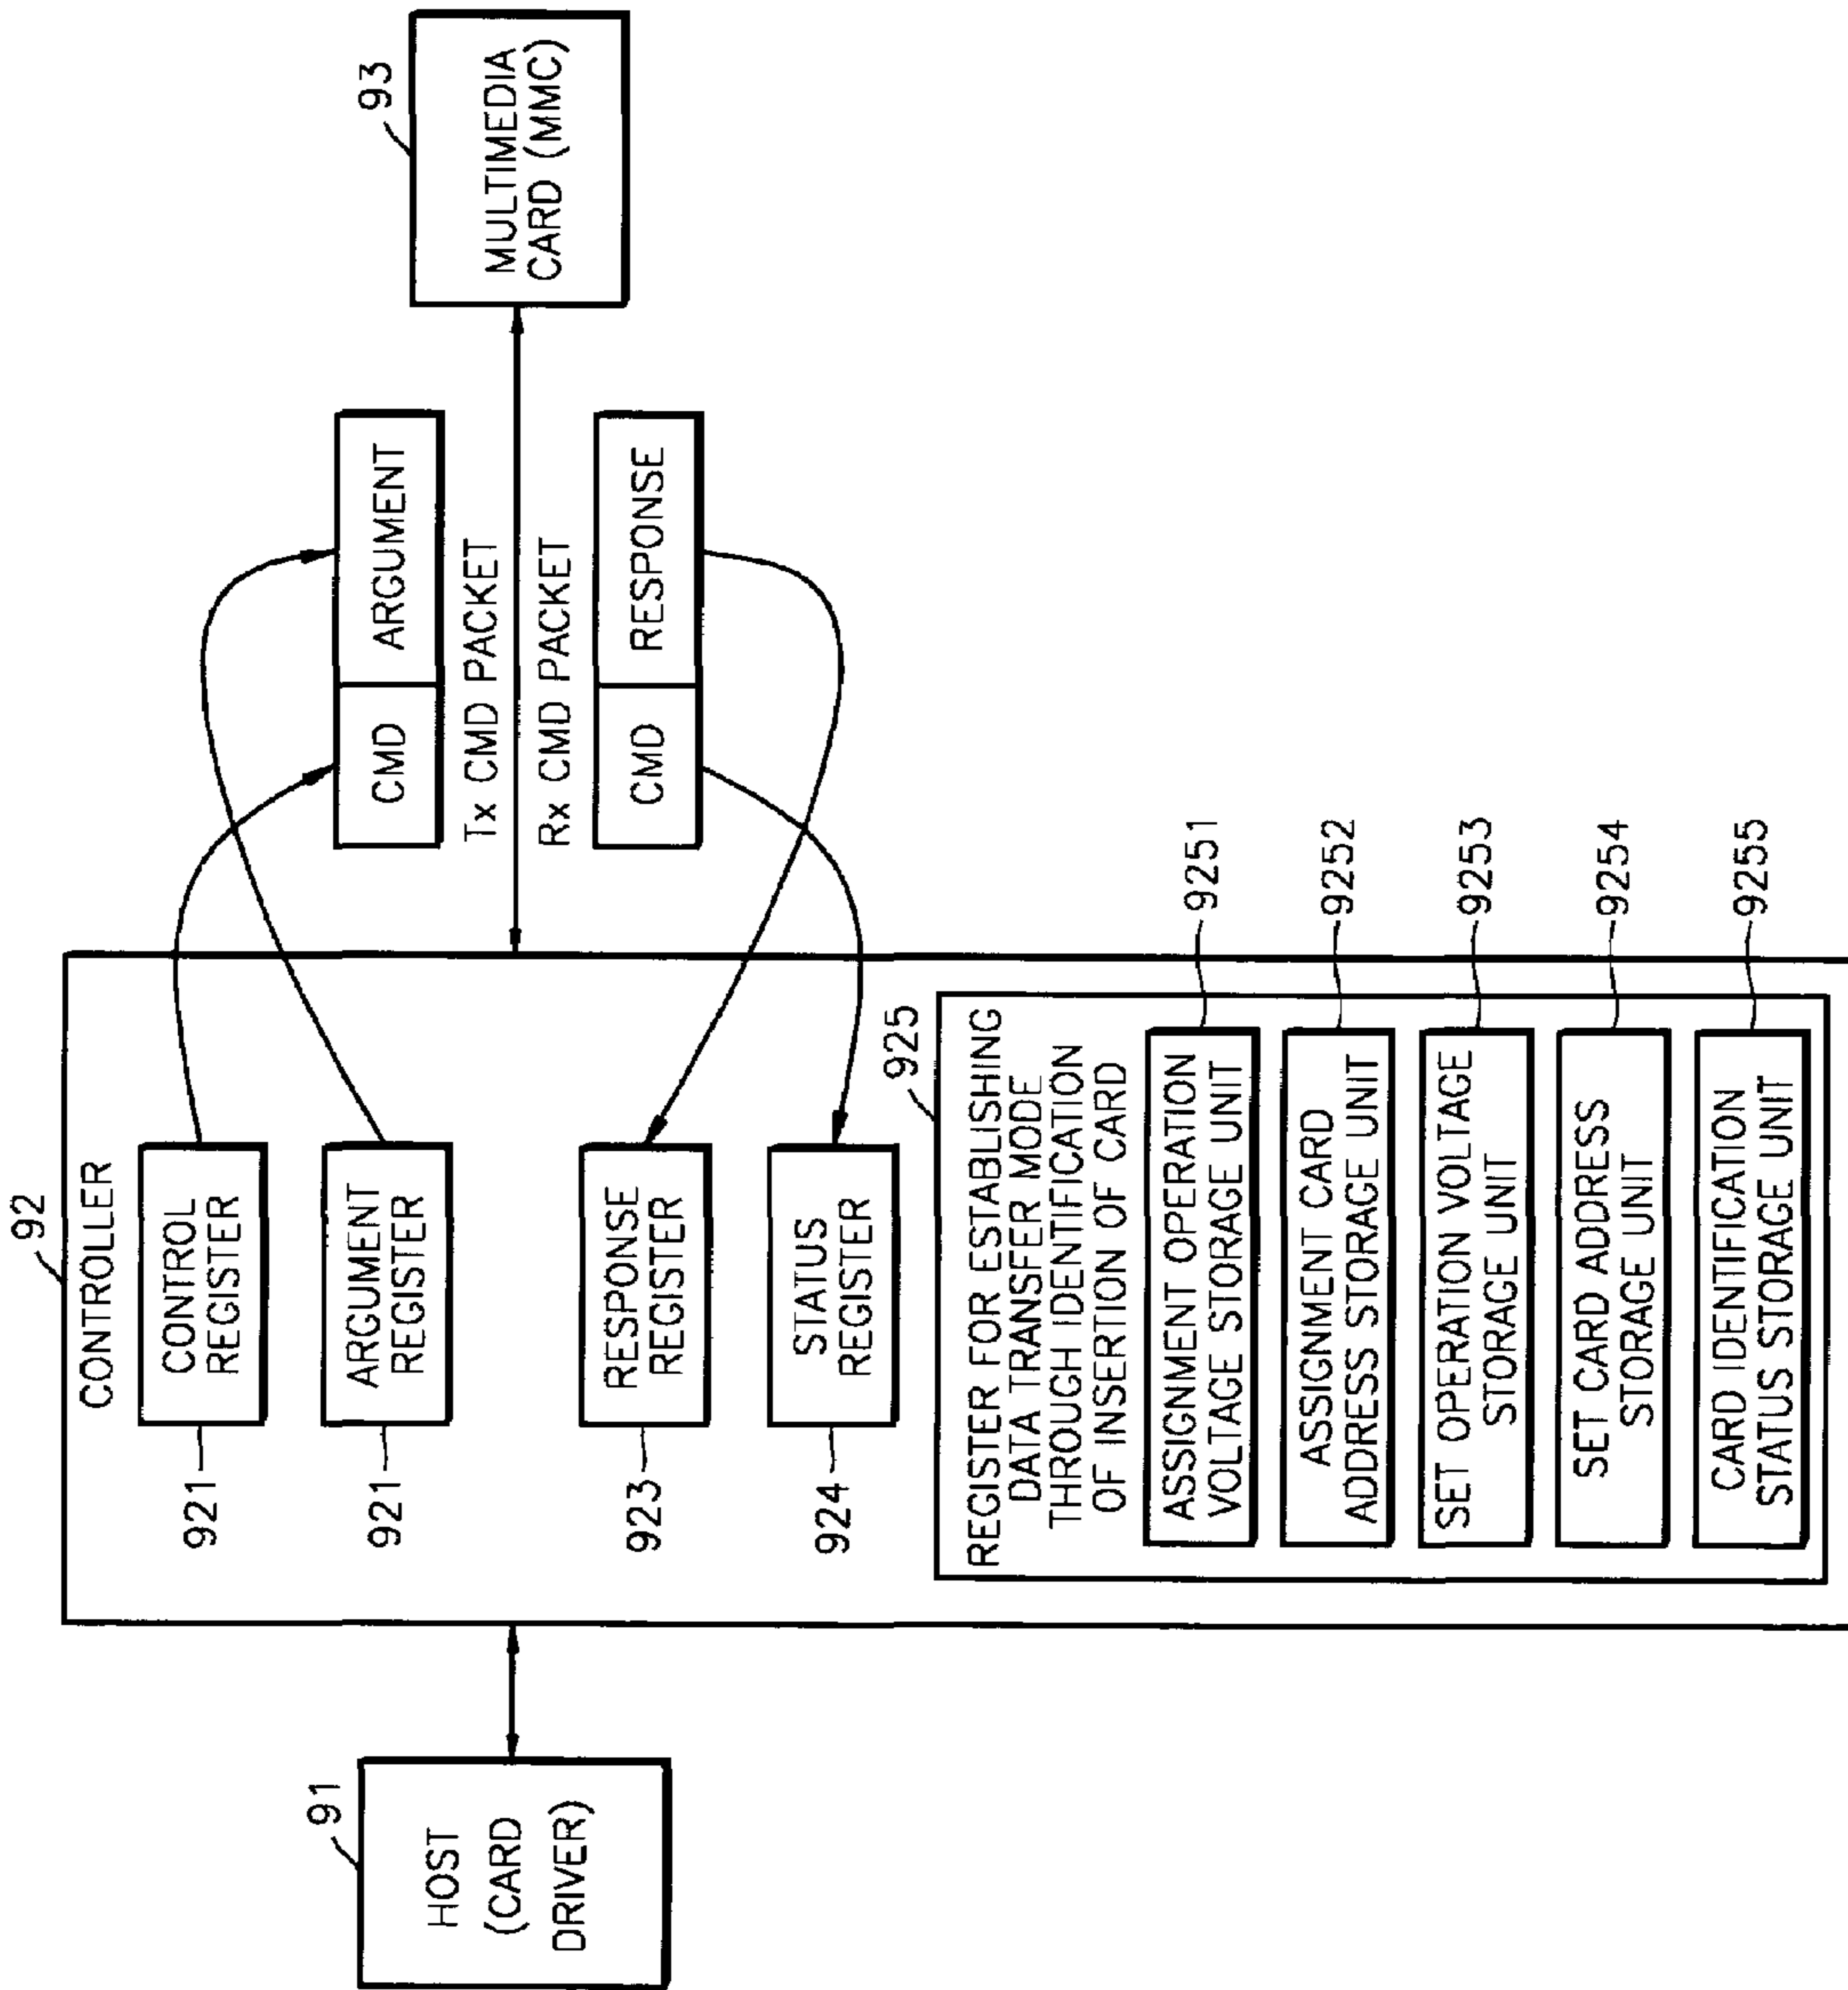 91
HOST
(CARD
DRIVER)
92
CONTROLLER
921
CONTROL
REGISTER
921
ARGUMENT
REGISTER
923
RESPONSE
REGISTER
924
STATUS
REGISTER
925
REGISTER FOR ESTABLISHING
DATA TRANSFER MODE
THROUGH IDENTIFICATION
OF INSERTION OF CARD
ASSIGNMENT OPERATION
VOLTAGE STORAGE UNIT
9251
ASSIGNMENT CARD
ADDRESS STORAGE UNIT
9252
SET OPERATION VOLTAGE
STORAGE UNIT
9253
SET CARD ADDRESS
STORAGE UNIT
9254
CARD IDENTIFICATION
STATUS STORAGE UNIT
9255
CMD
ARGUMENT
Tx CMD PACKET
Rx CMD PACKET
CMD
RESPONSE
93
MULTIMEDIA
CARD (MMC)